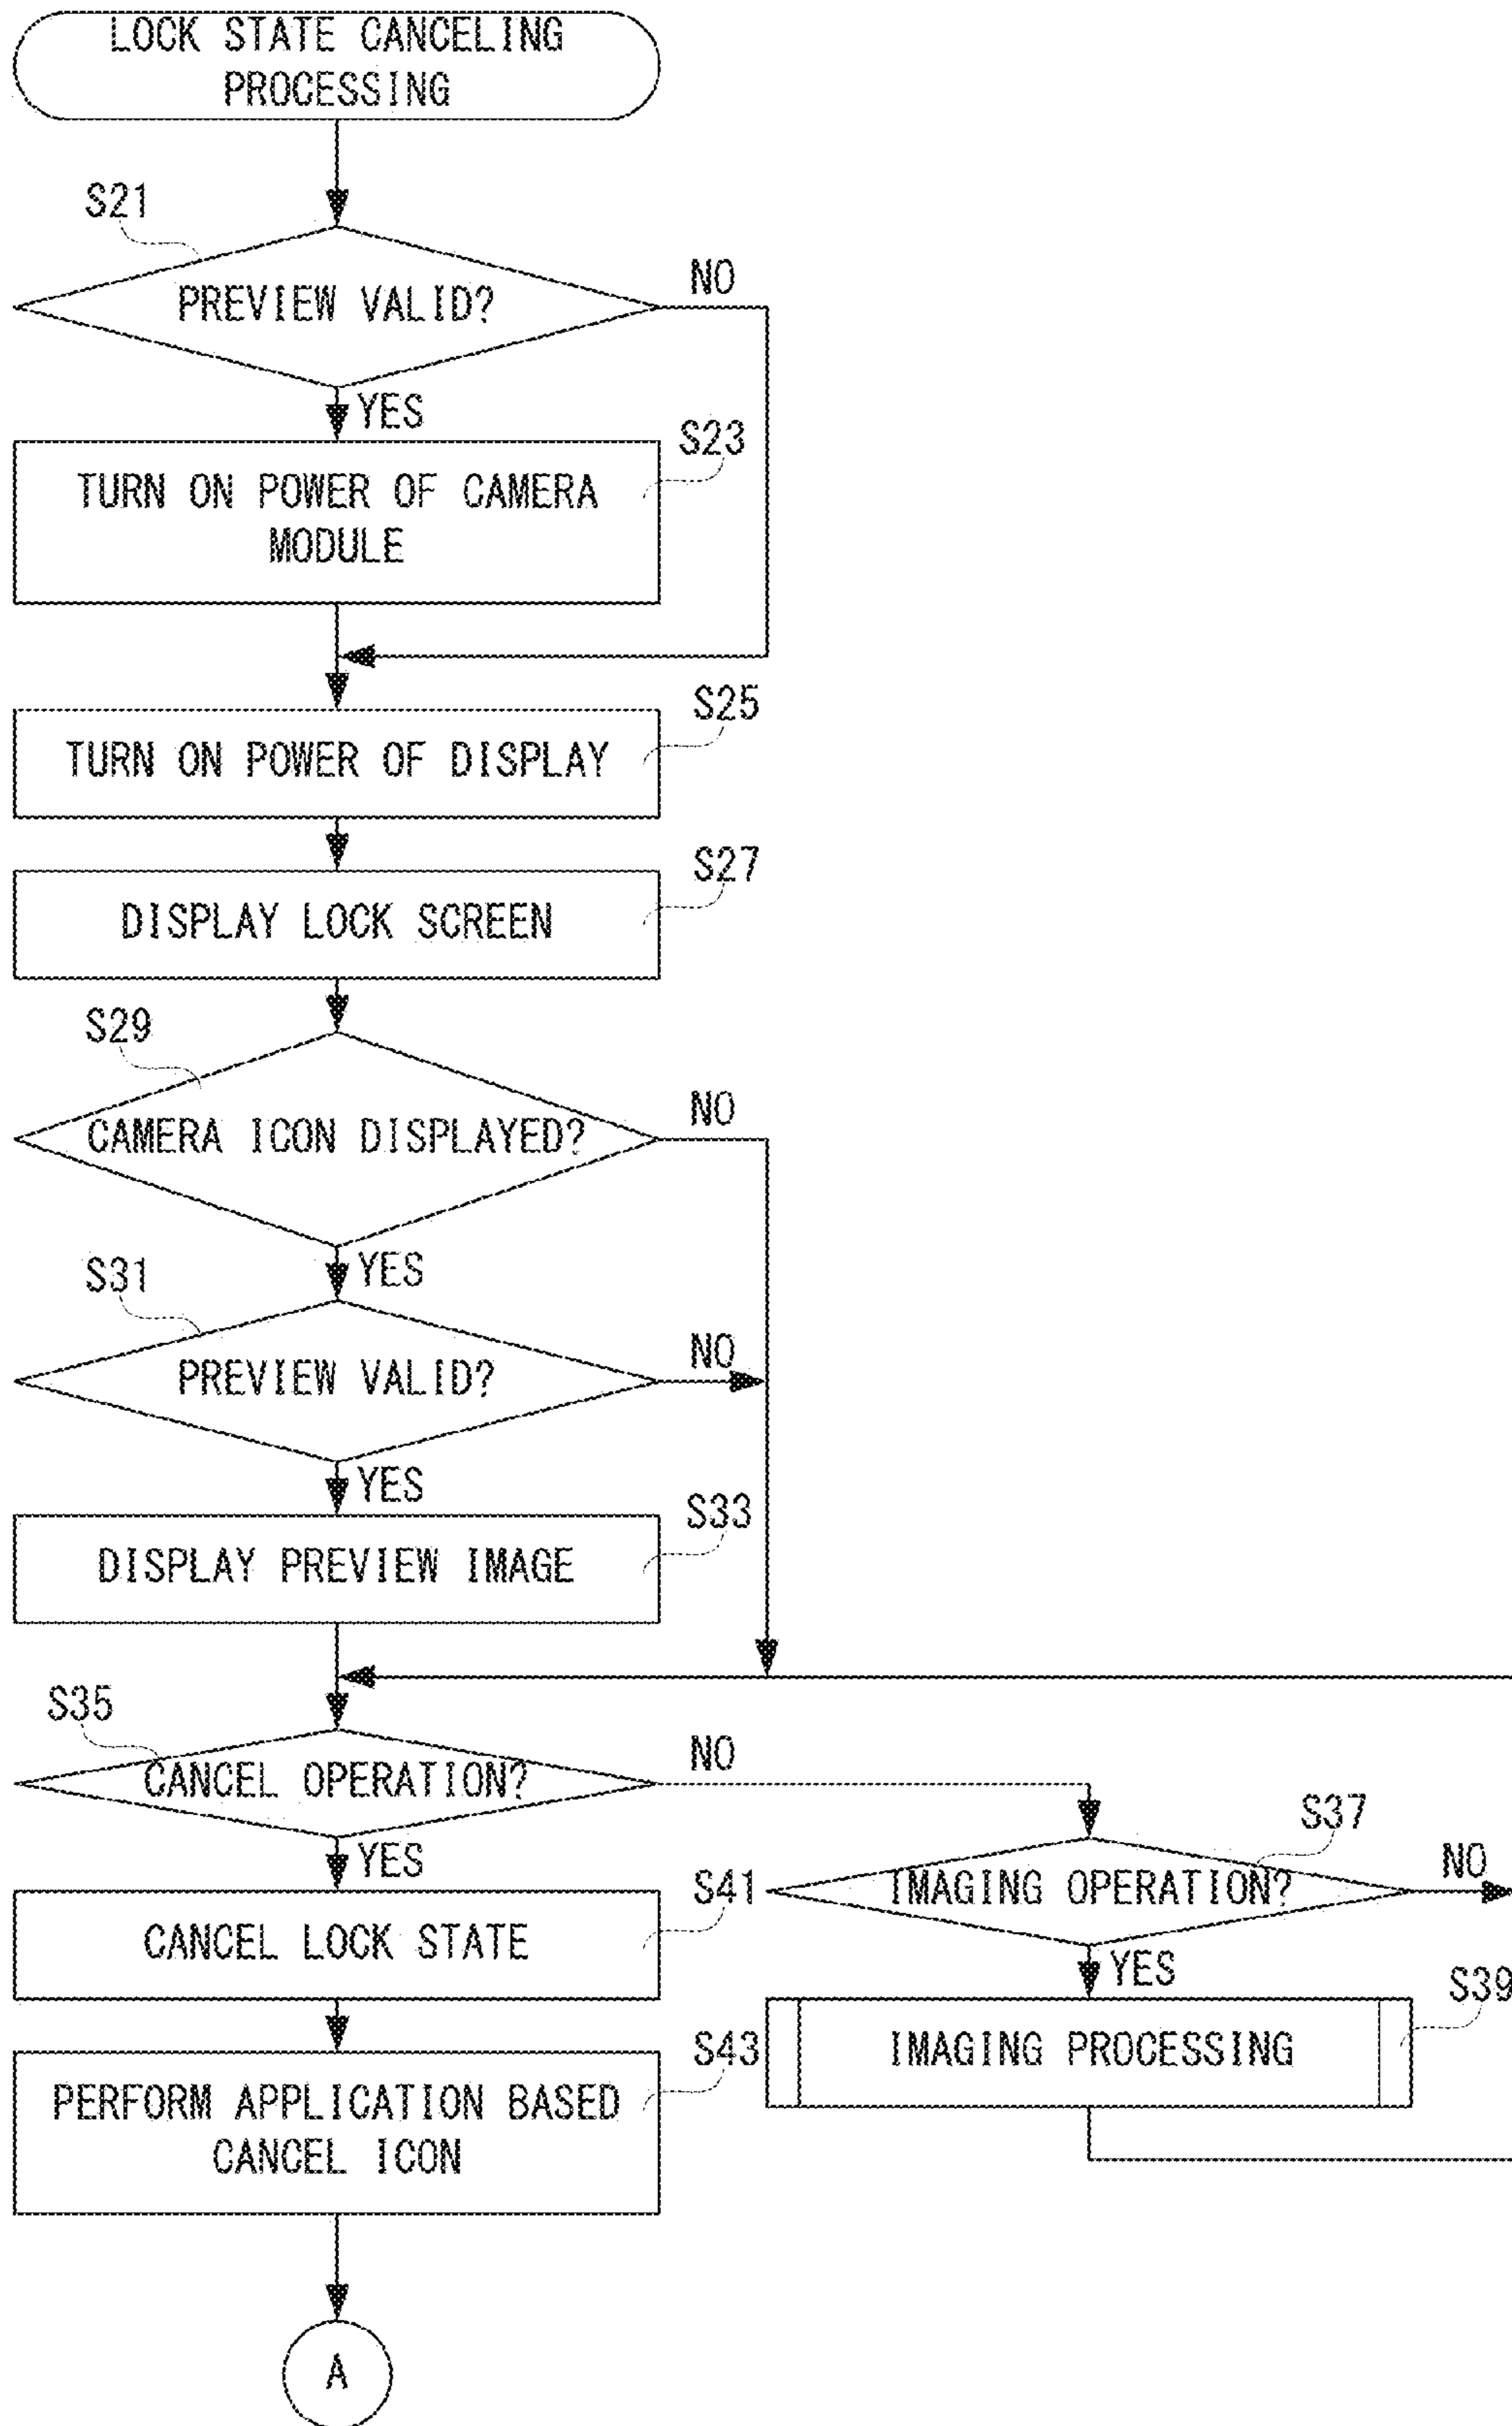 LOCK STATE CANCELING
PROCESSING
S21
PREVIEW VALID?
NO
YES
S23
TURN ON POWER OF CAMERA
MODULE
S25
TURN ON POWER OF DISPLAY
S27
DISPLAY LOCK SCREEN
S29
CAMERA ICON DISPLAYED?
NO
YES
S31
PREVIEW VALID?
NO
YES
S33
DISPLAY PREVIEW IMAGE
S35
CANCEL OPERATION?
NO
YES
S37
IMAGING OPERATION?
NO
YES
S39
IMAGING PROCESSING
S41
CANCEL LOCK STATE
S43
PERFORM APPLICATION BASED
CANCEL ICON
A